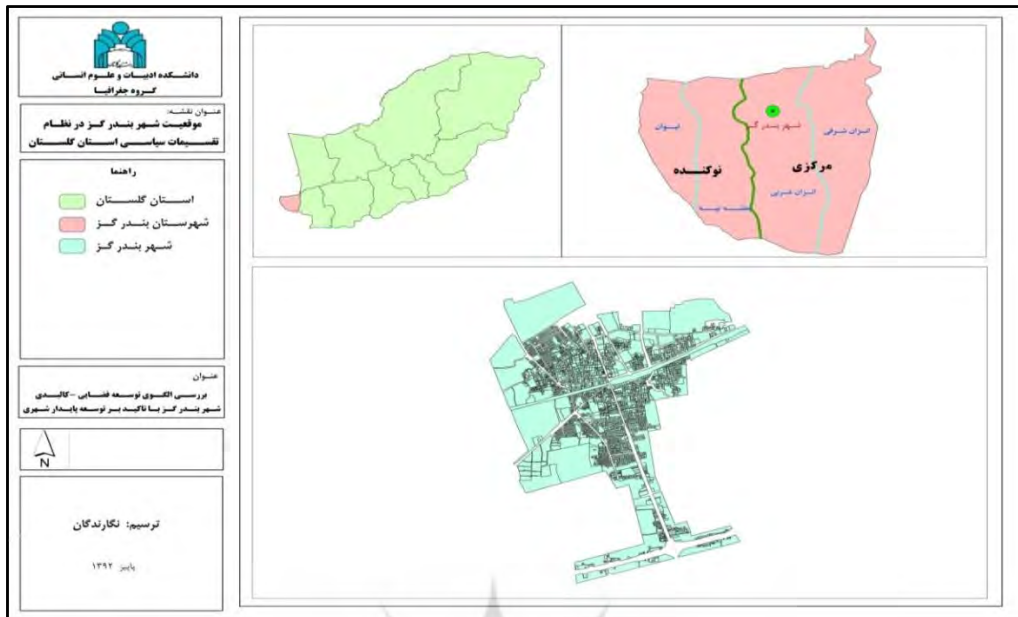 دانشکده ادبیات و علوم انسانی
گروه جغرافیا
عنوان نقشه:
موقعیت شهر بندر گز در نظام
تقسیمات سیاسی استان گلستان
راهنما
استان گلستان
شهرستان بندر گز
شهر بندر گز
عنوان
بررسی الگوی توسعه فضایی -کالبدی
شهر بندر گز با تاکید بر توسعه پایدار شهری
N
ترسیم: نگارندگان
پاییز ۱۳۹۲
شهر بندر گز
انزان شرقی
لیوان
مرکزی
نوکنده
انزان غربی